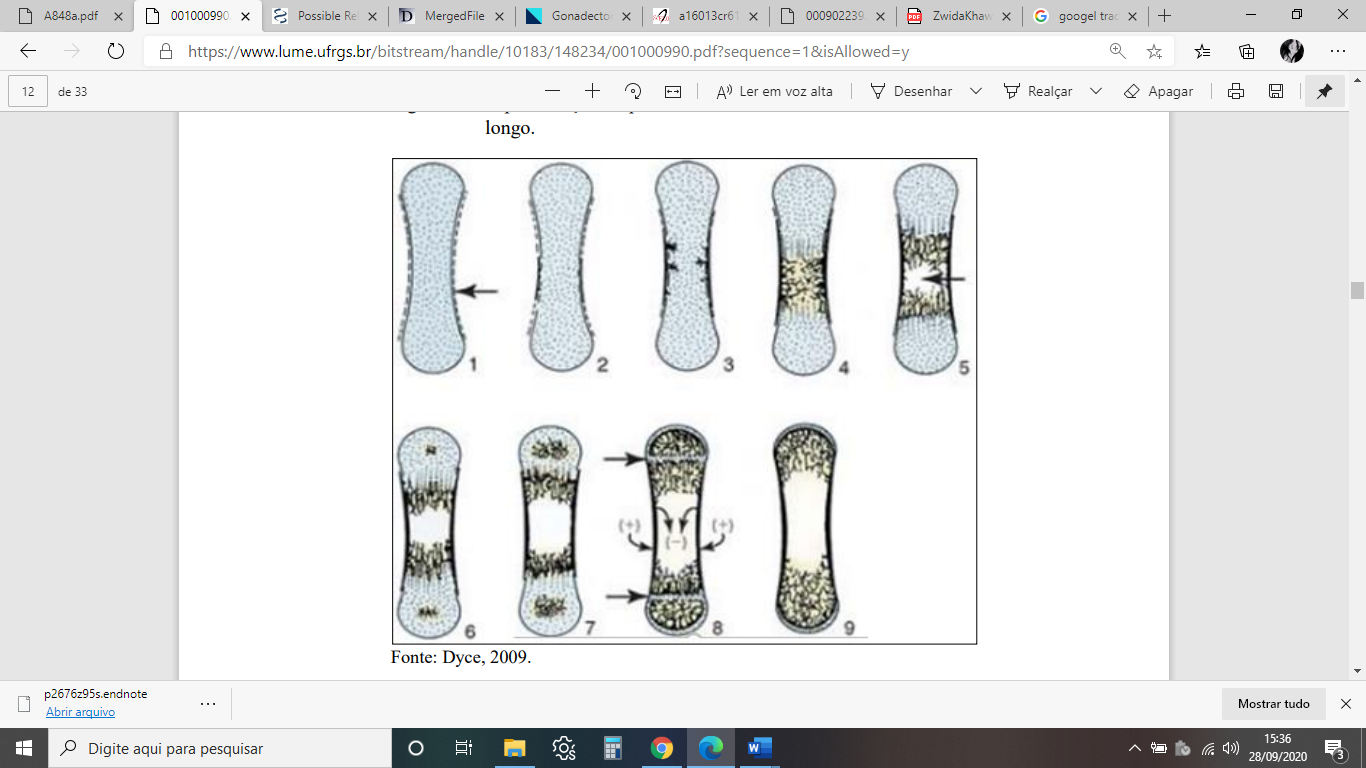 A848a.pdf
001000990.
Possible Re
MergedFile
Gonadector
a16013cr61
000902239.
ZwidaKhaw
googel trac
https://www.lume.ufrgs.br/bitstream/handle/10183/148234/001000990.pdf?sequence=1&isAllowed=y
12 de 33
Ler em voz alta
Desenhar
Realçar
Apagar
longo.
1 2 3 4 5
(+) (−) (+)
6 7 8 9
Fonte: Dyce, 2009.
p2676z95s.endnote
Abrir arquivo
Mostrar tudo
Digite aqui para pesquisar
15:36
28/09/2020
3